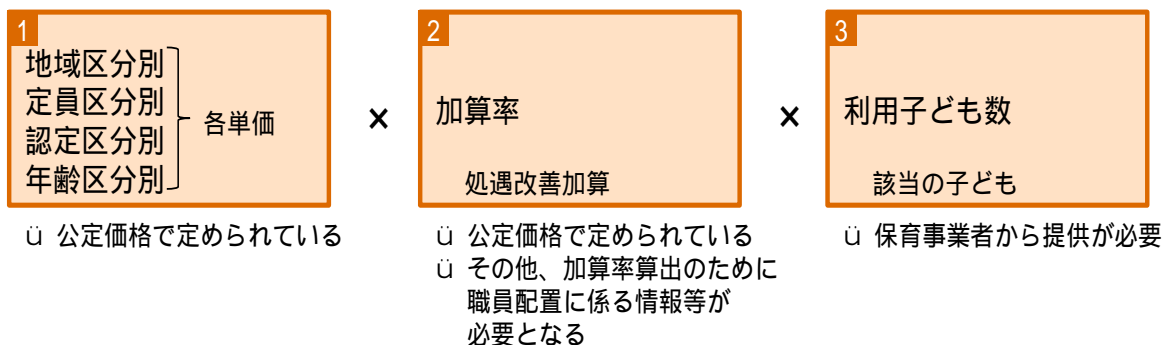 1
地域区分別
定員区分別
認定区分別
年齢区分別
各単価
×
2
加算率
処遇改善加算
×
3
利用子ども数
該当の子ども
ü 公定価格で定められている
ü 公定価格で定められている
ü その他、加算率算出のために
職員配置に係る情報等が
必要となる
ü 保育事業者から提供が必要